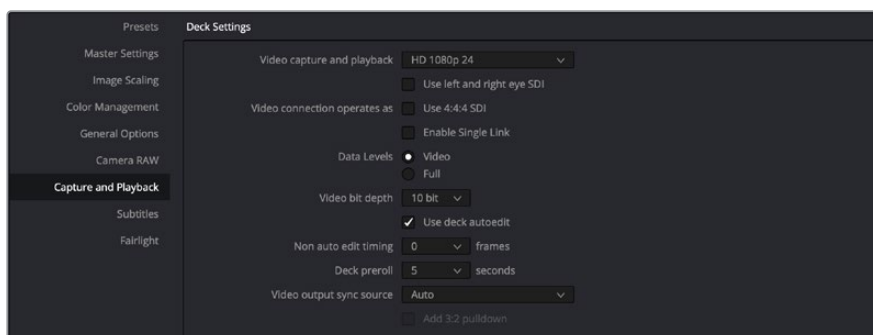 Presets
Master Settings
Image Scaling
Color Management
General Options
Camera RAW
Capture and Playback
Subtitles
Fairlight
Deck Settings
Video capture and playback HD 1080p 24
Use left and right eye SDI
Video connection operates as Use 4:4:4 SDI
Enable Single Link
Data Levels Video
Full
Video bit depth 10 bit
Use deck autoedit
Non auto edit timing 0 frames
Deck preroll 5 seconds
Video output sync source Auto
Add 3:2 pulldown